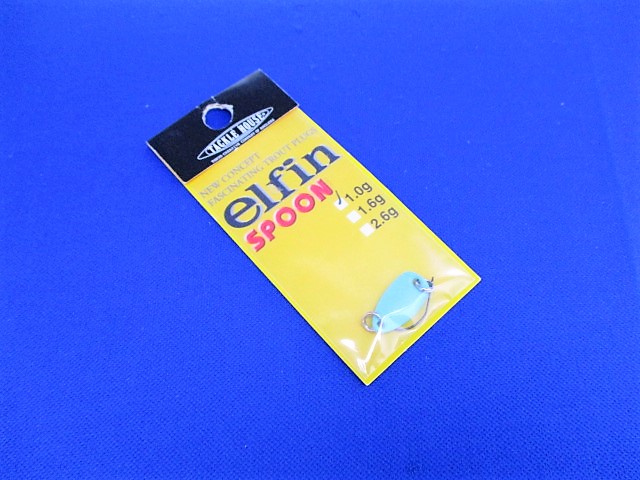 TACKLE HOUSE
NEW CONCEPT
FASCINATING TROUT PLUGS
elfin
SPOON
1.0g
1.6g
2.6g